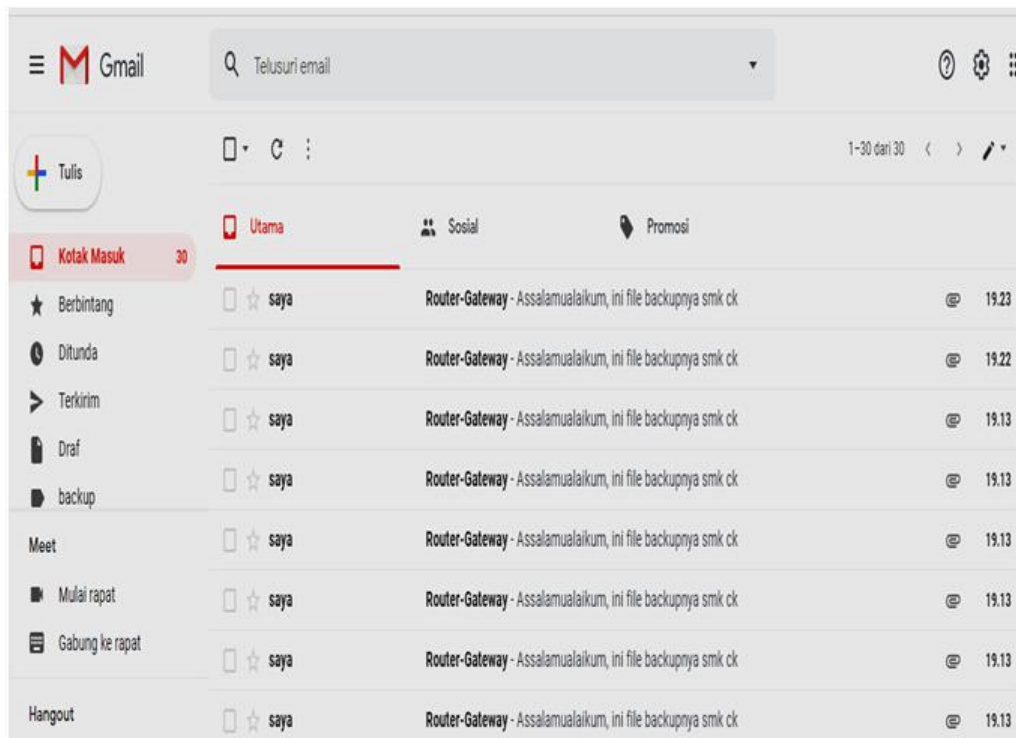 Gmail
Telusuri email
Tulis
1–30 dari 30
Utama
Sosial
Promosi
Kotak Masuk 30
Berbintang
Ditunda
Terkirim
Draf
backup
Meet
Mulai rapat
Gabung ke rapat
Hangout
saya Router-Gateway - Assalamualaikum, ini file backupnya smk ck 19.23
saya Router-Gateway - Assalamualaikum, ini file backupnya smk ck 19.22
saya Router-Gateway - Assalamualaikum, ini file backupnya smk ck 19.13
saya Router-Gateway - Assalamualaikum, ini file backupnya smk ck 19.13
saya Router-Gateway - Assalamualaikum, ini file backupnya smk ck 19.13
saya Router-Gateway - Assalamualaikum, ini file backupnya smk ck 19.13
saya Router-Gateway - Assalamualaikum, ini file backupnya smk ck 19.13
saya Router-Gateway - Assalamualaikum, ini file backupnya smk ck 19.13